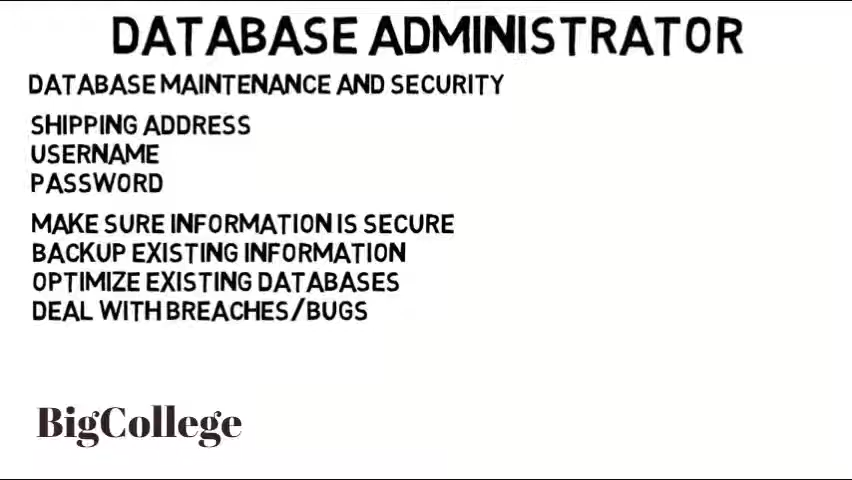 DATABASE ADMINISTRATOR
DATABASE MAINTENANCE AND SECURITY
SHIPPING ADDRESS
USERNAME
PASSWORD
MAKE SURE INFORMATION IS SECURE
BACKUP EXISTING INFORMATION
OPTIMIZE EXISTING DATABASES
DEAL WITH BREACHES/BUGS
BigCollege